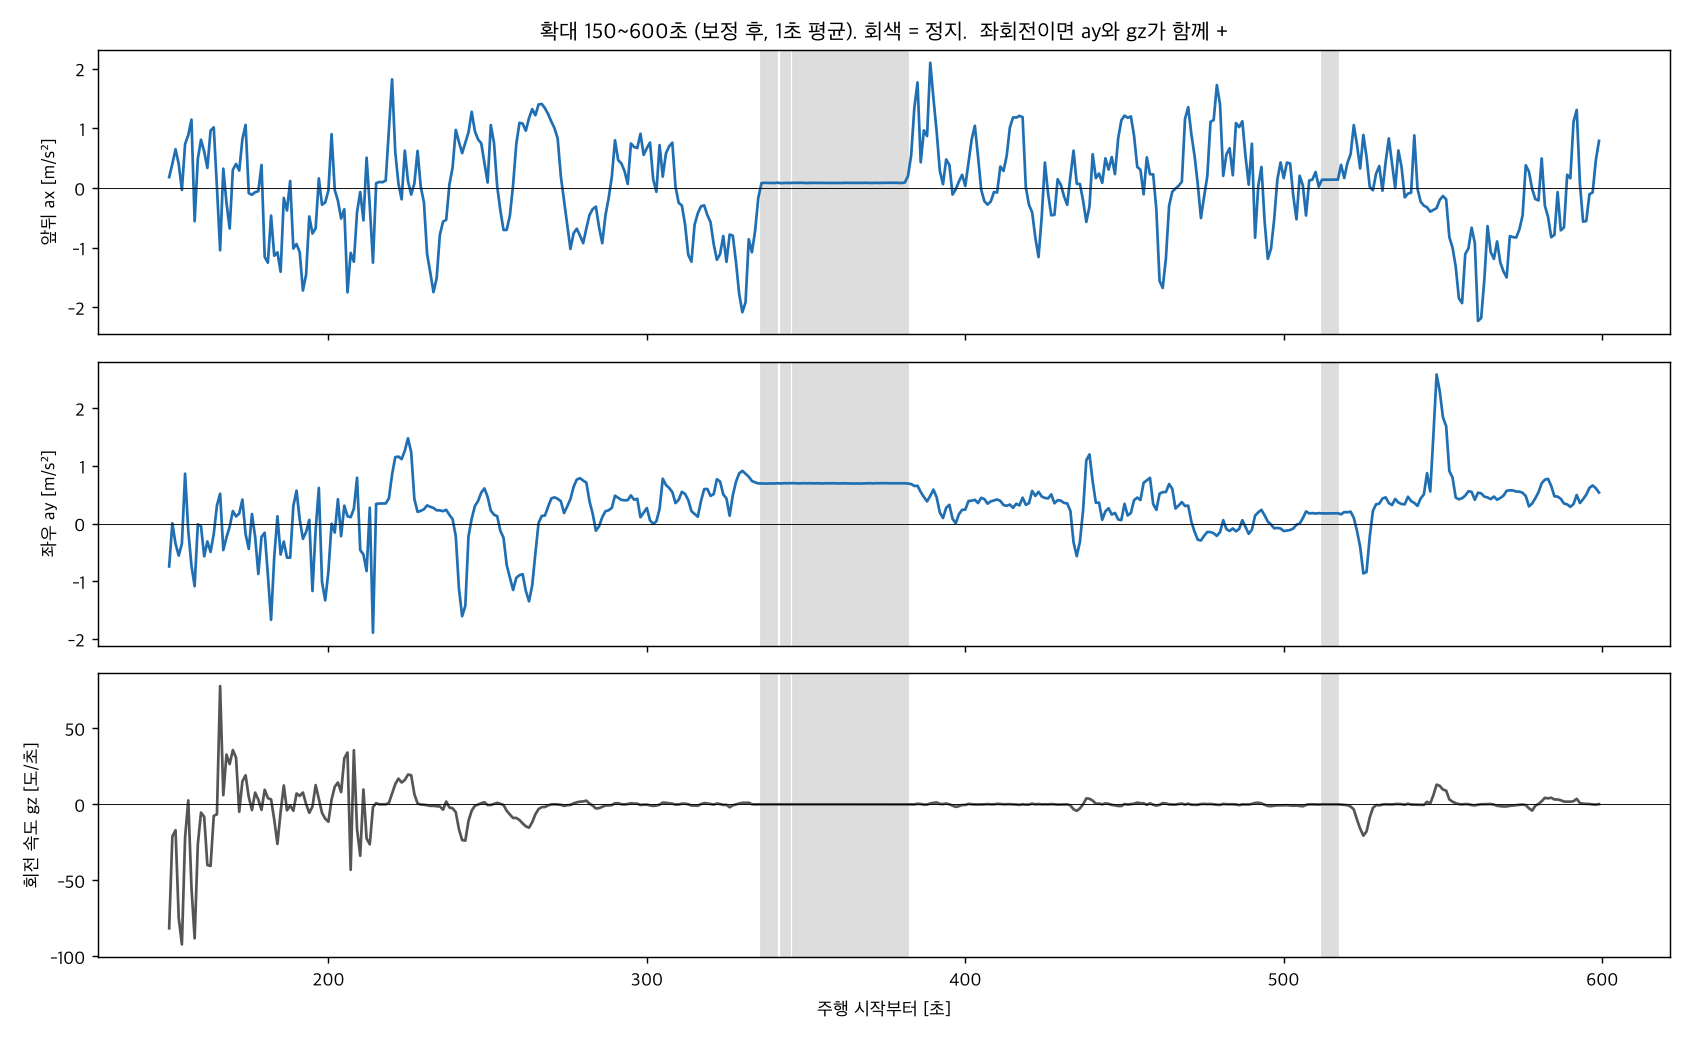 확대 150~600초 (보정 후, 1초 평균). 회색 = 정지.  좌회전이면 ay와 gz가 함께 +
앞뒤 ax [m/s²]
2
1
0
-1
-2
좌우 ay [m/s²]
2
1
0
-1
-2
회전 속도 gz [도/초]
50
0
-50
-100
200 300 400 500 600
주행 시작부터 [초]